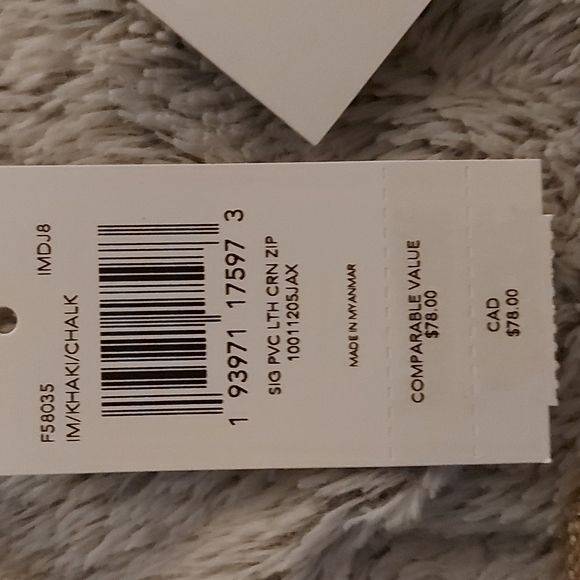 F58035 IMDJ8
IM/KHAKI/CHALK
1 93971 17597 3
SIG PVC LTH CRN ZIP
10011205JAX
MADE IN MYANMAR
COMPARABLE VALUE
$78.00
CAD
$78.00